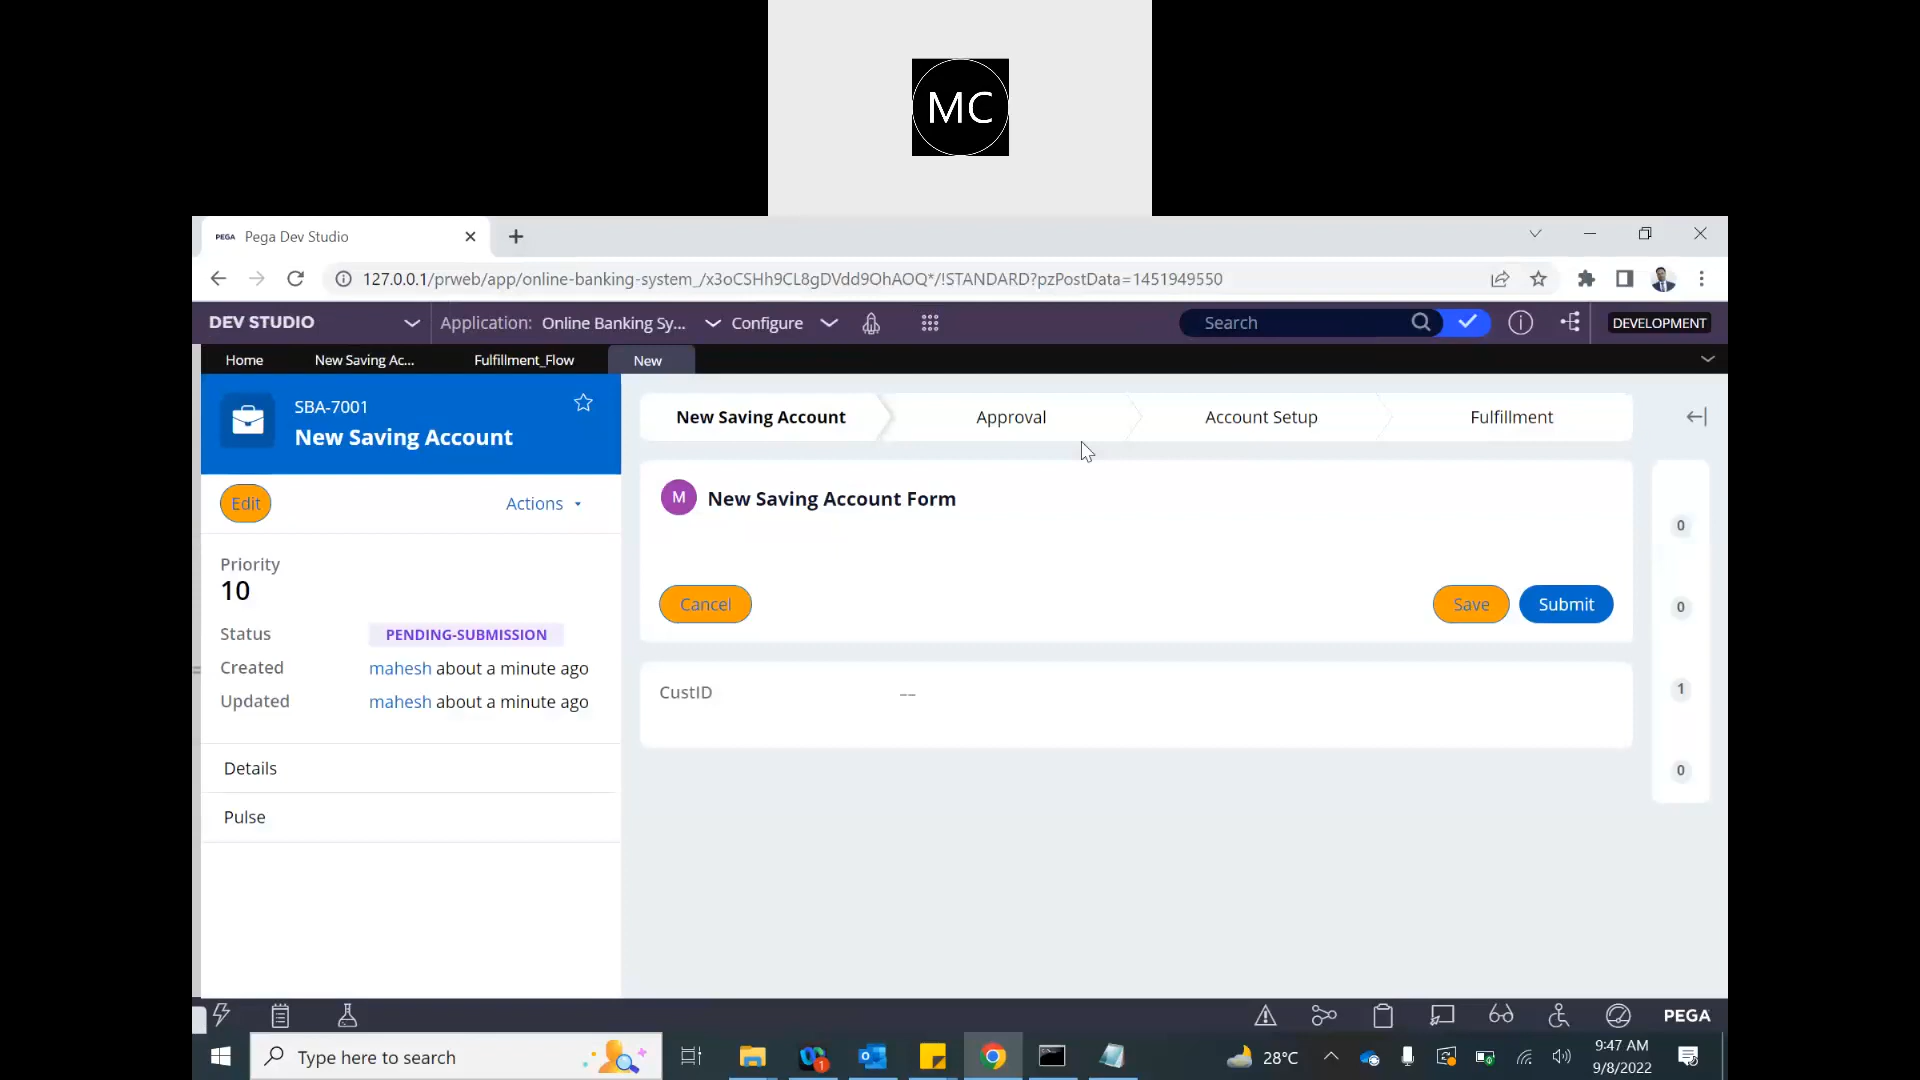 MC
PEGA Pega Dev Studio
127.0.0.1/prweb/app/online-banking-system_/x3oCSHh9CL8gDVdd9OhAOQ*/!STANDARD?pzPostData=1451949550
DEV STUDIO Application: Online Banking Sy... Configure Search DEVELOPMENT
Home New Saving Ac... Fulfillment_Flow New
SBA-7001
New Saving Account
Edit Actions
Priority
10
Status PENDING-SUBMISSION
Created mahesh about a minute ago
Updated mahesh about a minute ago
Details
Pulse
New Saving Account Approval Account Setup Fulfillment
M New Saving Account Form
Cancel Save Submit
CustID --
0
0
1
0
PEGA
Type here to search
1
28°C
9:47 AM
9/8/2022